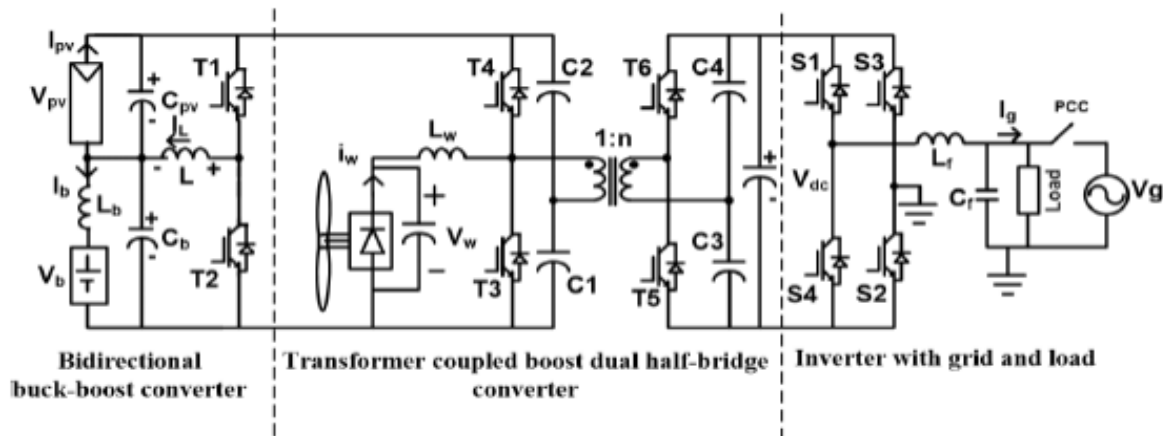 Ipv
T1
T4
C2
T6
C4
S1
S3
Vpv
+
Cpv
-
IL
Lw
1:n
Ig
PCC
iw
L
- +
Lf
Ib
Lb
+
Vdc
+
-
Cf
Load
Vg
Cb
-
Vb
T2
+
Vw
-
T3
C1
C3
T5
S4
S2
Bidirectional
buck-boost converter
Transformer coupled boost dual half-bridge
converter
Inverter with grid and load